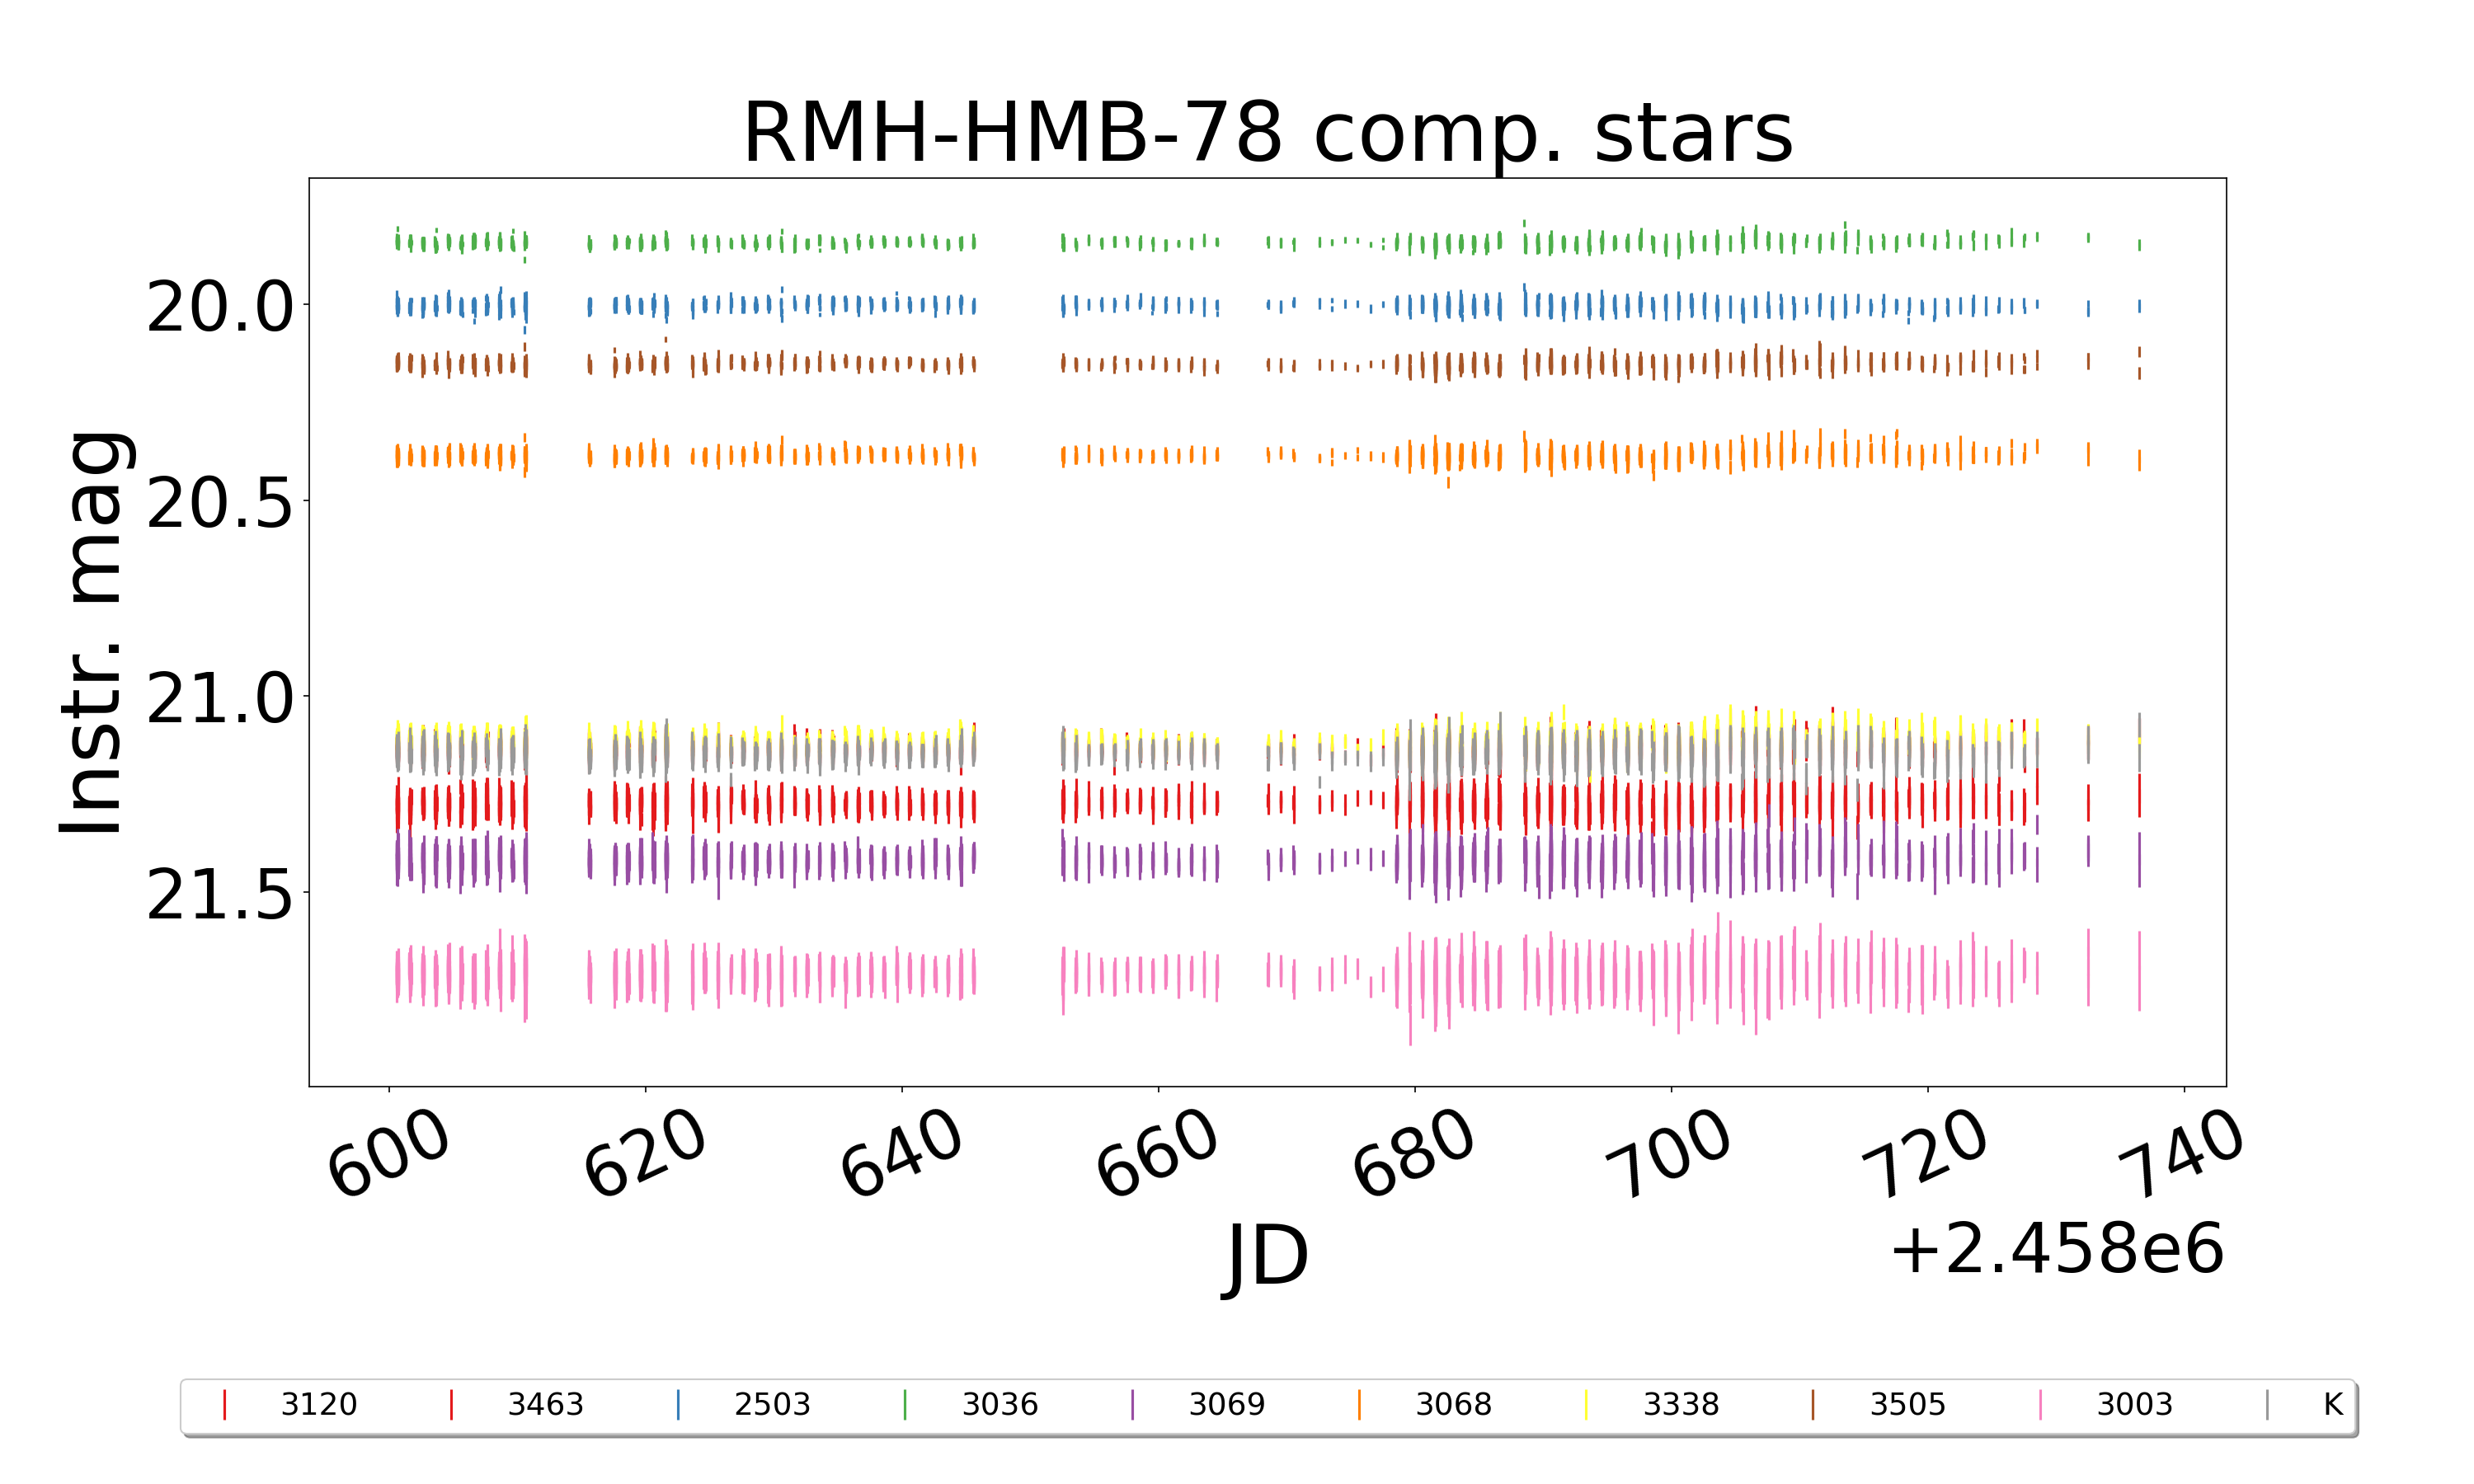 RMH-HMB-78 comp. stars
Instr. mag
20.0
20.5
21.0
21.5
600 620 640 660 680 700 720 740
JD
+2.458e6
3120 3463 2503 3036 3069 3068 3338 3505 3003 K